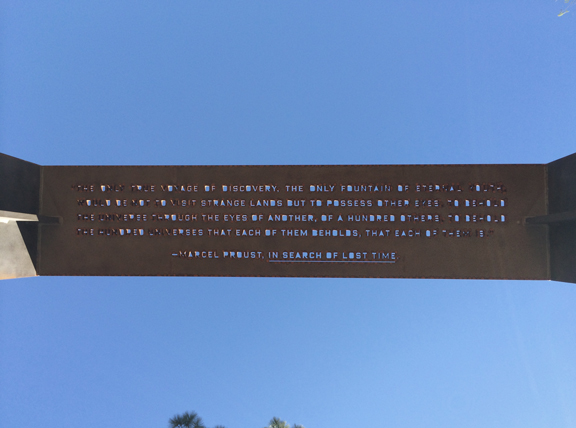 "THE ONLY TRUE VOYAGE OF DISCOVERY, THE ONLY FOUNTAIN OF ETERNAL YOUTH,
WOULD BE NOT TO VISIT STRANGE LANDS BUT TO POSSESS OTHER EYES, TO BEHOLD
THE UNIVERSE THROUGH THE EYES OF ANOTHER, OF A HUNDRED OTHERS, TO BEHOLD
THE HUNDRED UNIVERSES THAT EACH OF THEM BEHOLDS, THAT EACH OF THEM IS"
—MARCEL PROUST, IN SEARCH OF LOST TIME.